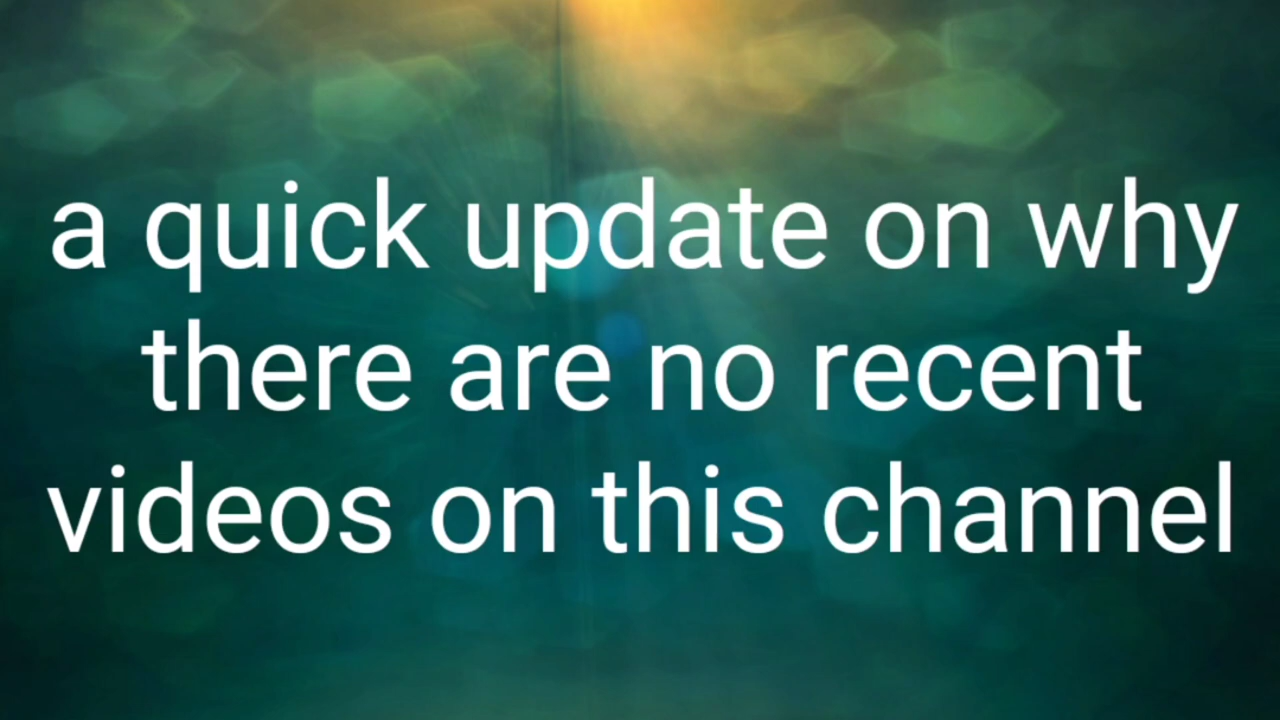 a quick update on why
there are no recent
videos on this channel